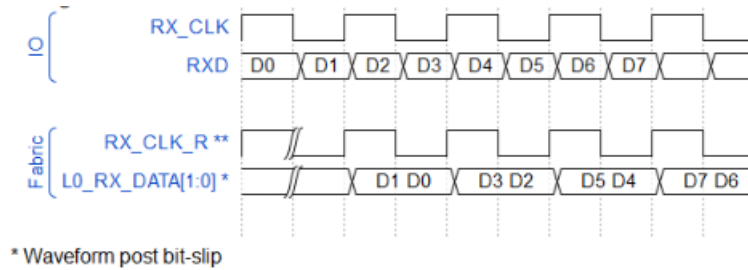 IO
RX_CLK
RXD D0 D1 D2 D3 D4 D5 D6 D7
Fabric
RX_CLK_R **
L0_RX_DATA[1:0] * D1 D0 D3 D2 D5 D4 D7 D6
* Waveform post bit-slip